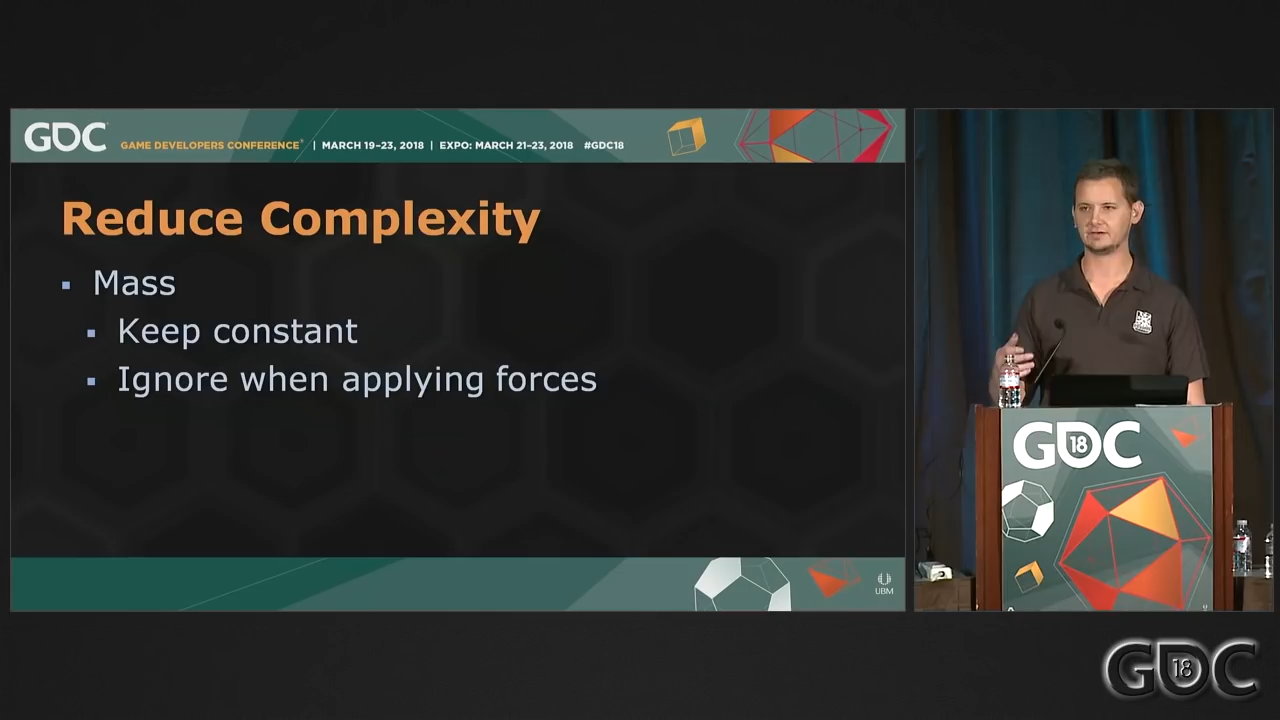 GDC GAME DEVELOPERS CONFERENCE® | MARCH 19–23, 2018 | EXPO: MARCH 21–23, 2018 #GDC18
Reduce Complexity
▪ Mass
▪ Keep constant
▪ Ignore when applying forces
UBM
GDC
18
GDC
18